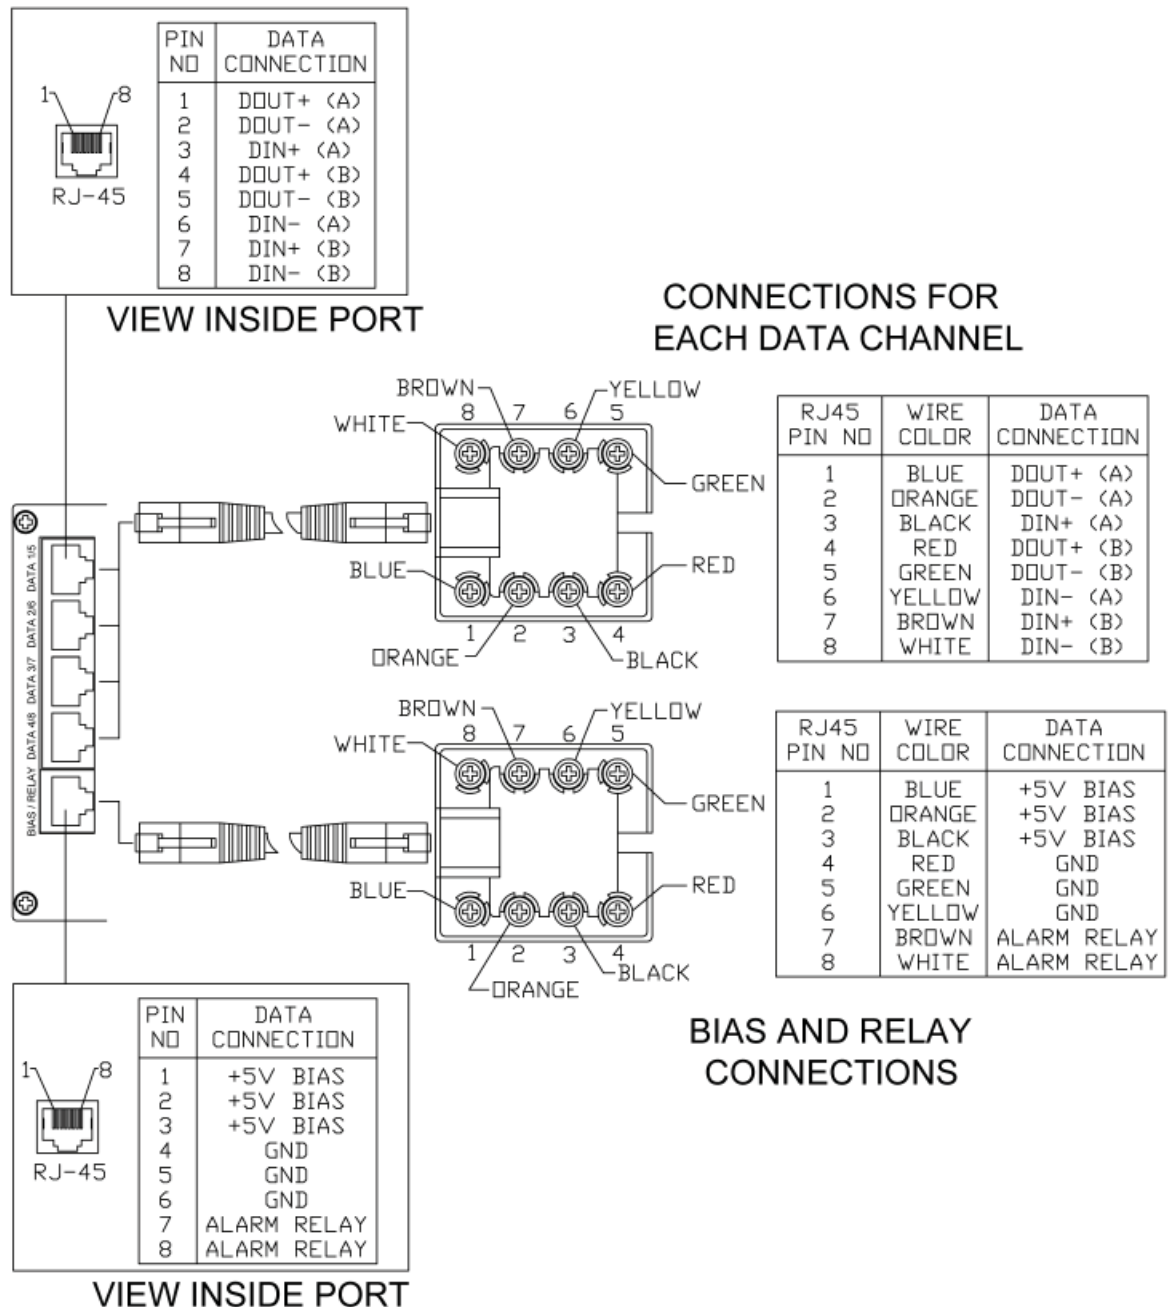 PIN NO DATA CONNECTION
1 DOUT+ (A)
2 DOUT- (A)
3 DIN+ (A)
4 DOUT+ (B)
5 DOUT- (B)
6 DIN- (A)
7 DIN+ (B)
8 DIN- (B)
1 8
RJ-45
VIEW INSIDE PORT
CONNECTIONS FOR
EACH DATA CHANNEL
BROWN YELLOW
8 7 6 5
WHITE
GREEN
BLUE
RED
1 2 3 4
ORANGE
BLACK
RJ45 PIN NO WIRE COLOR DATA CONNECTION
1 BLUE DOUT+ (A)
2 ORANGE DOUT- (A)
3 BLACK DIN+ (A)
4 RED DOUT+ (B)
5 GREEN DOUT- (B)
6 YELLOW DIN- (A)
7 BROWN DIN+ (B)
8 WHITE DIN- (B)
BIAS / RELAY DATA 4/8 DATA 3/7 DATA 2/6 DATA 1/5
BROWN YELLOW
8 7 6 5
WHITE
GREEN
BLUE
RED
1 2 3 4
BLACK
ORANGE
RJ45 PIN NO WIRE COLOR DATA CONNECTION
1 BLUE +5V BIAS
2 ORANGE +5V BIAS
3 BLACK +5V BIAS
4 RED GND
5 GREEN GND
6 YELLOW GND
7 BROWN ALARM RELAY
8 WHITE ALARM RELAY
BIAS AND RELAY
CONNECTIONS
PIN NO DATA CONNECTION
1 +5V BIAS
2 +5V BIAS
3 +5V BIAS
4 GND
5 GND
6 GND
7 ALARM RELAY
8 ALARM RELAY
1 8
RJ-45
VIEW INSIDE PORT